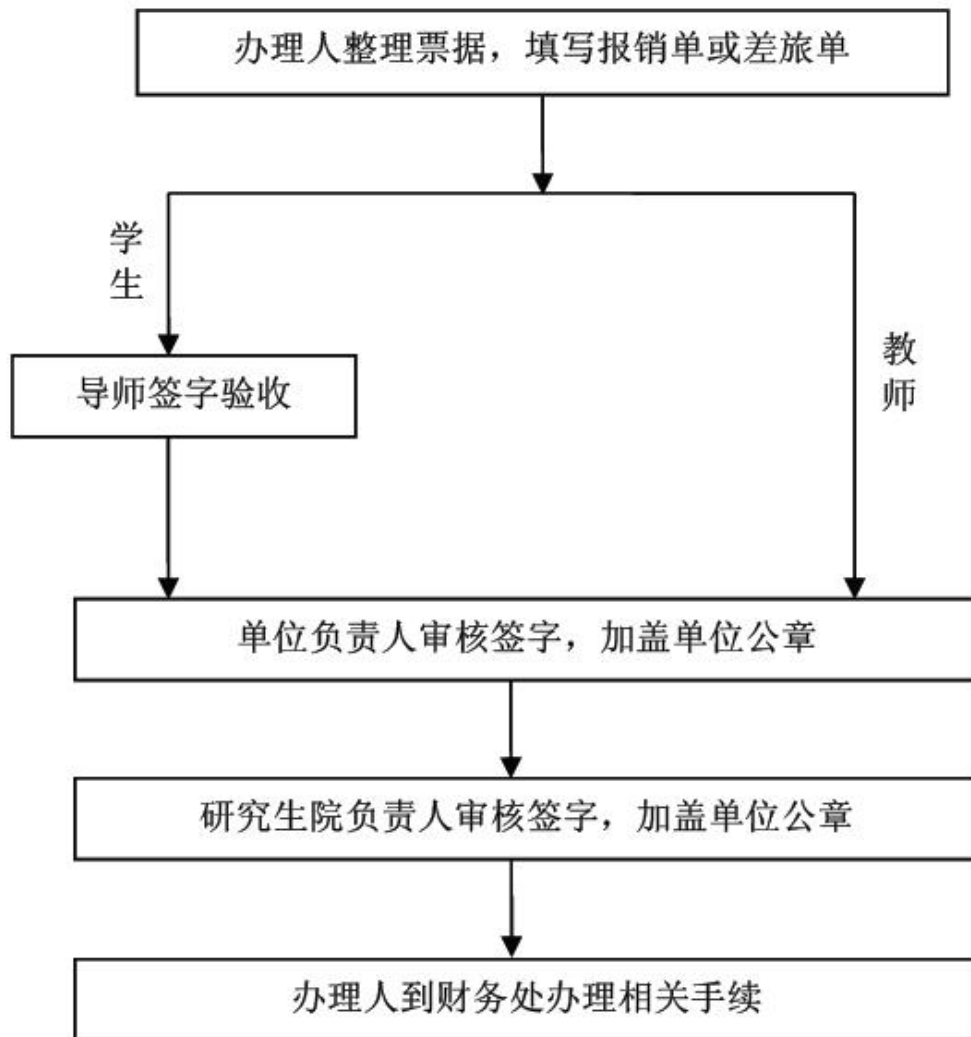 办理人整理票据，填写报销单或差旅单
学生
导师签字验收
教师
单位负责人审核签字，加盖单位公章
研究生院负责人审核签字，加盖单位公章
办理人到财务处办理相关手续